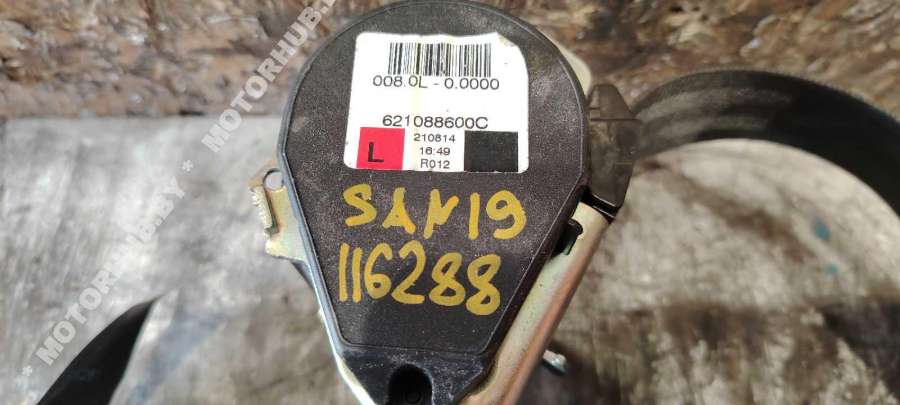 008.0L - 0.0000
621088600C
210814
L
16:49
R012
SAN19
116288
* MOTORHUB.BY * MOTORHUB.BY
* MOTORHUB.BY